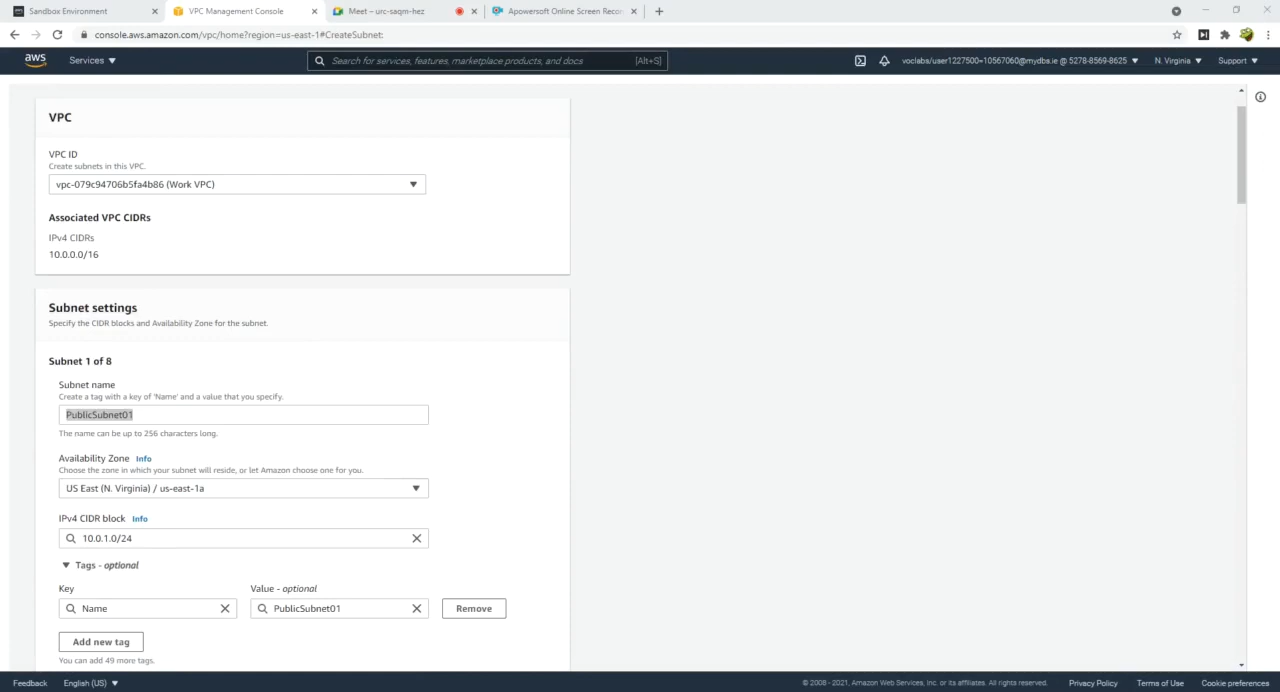 Sandbox Environment
VPC Management Console
Meet – urc-saqm-hez
Apowersoft Online Screen Recor
console.aws.amazon.com/vpc/home?region=us-east-1#CreateSubnet:
aws
Services
Search for services, features, marketplace products, and docs
[Alt+S]
voclabs/user1227500=10567060@mydbs.ie @ 5278-8569-8625
N. Virginia
Support
VPC
VPC ID
Create subnets in this VPC.
vpc-079c94706b5fa4b86 (Work VPC)
Associated VPC CIDRs
IPv4 CIDRs
10.0.0.0/16
Subnet settings
Specify the CIDR blocks and Availability Zone for the subnet.
Subnet 1 of 8
Subnet name
Create a tag with a key of 'Name' and a value that you specify.
PublicSubnet01
The name can be up to 256 characters long.
Availability Zone Info
Choose the zone in which your subnet will reside, or let Amazon choose one for you.
US East (N. Virginia) / us-east-1a
IPv4 CIDR block Info
10.0.1.0/24
Tags - optional
Key
Value - optional
Name
PublicSubnet01
Remove
Add new tag
You can add 49 more tags.
Feedback
English (US)
© 2008 - 2021, Amazon Web Services, Inc. or its affiliates. All rights reserved.
Privacy Policy
Terms of Use
Cookie preferences